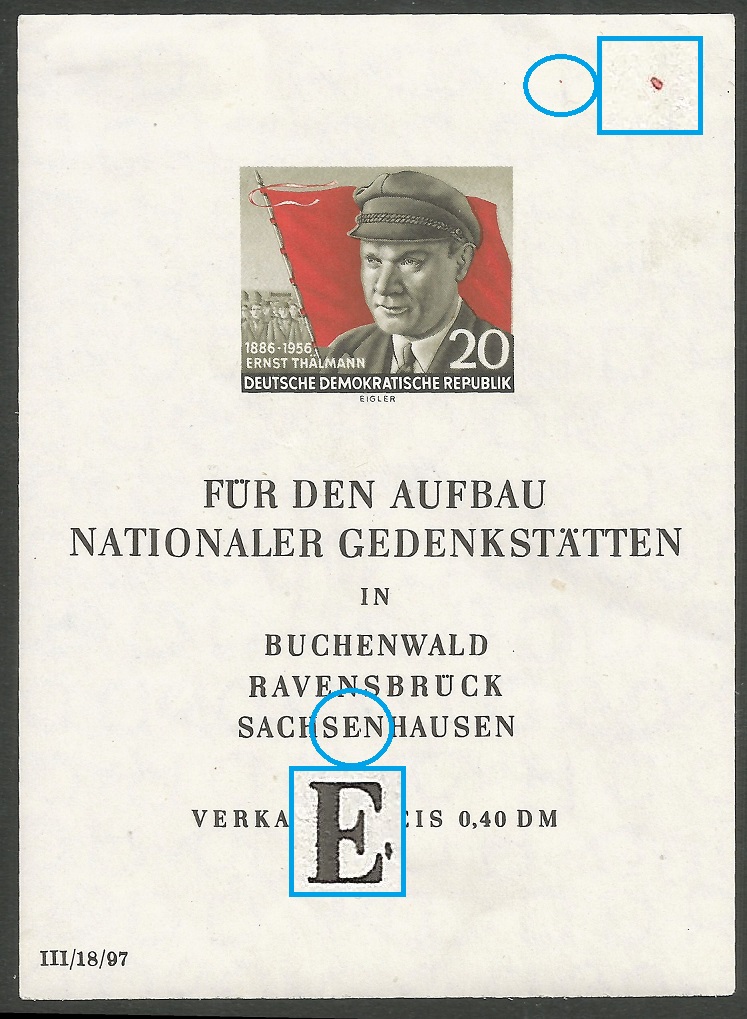 1886-1956
ERNST THÄLMANN
20
DEUTSCHE DEMOKRATISCHE REPUBLIK
EIGLER
FÜR DEN AUFBAU
NATIONALER GEDENKSTÄTTEN
IN
BUCHENWALD
RAVENSBRÜCK
SACHSENHAUSEN
VERKA E EIS 0,40 DM
III/18/97